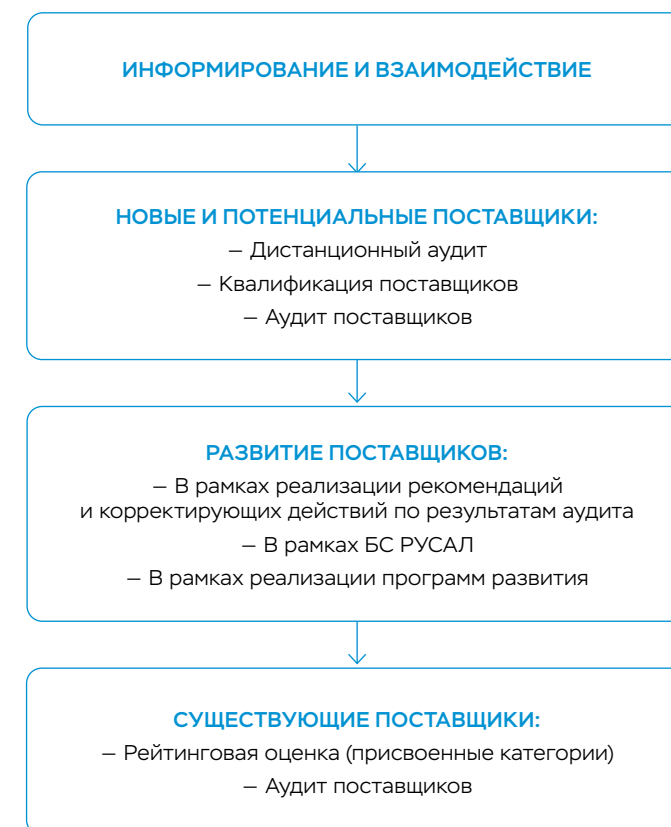 ИНФОРМИРОВАНИЕ И ВЗАИМОДЕЙСТВИЕ
НОВЫЕ И ПОТЕНЦИАЛЬНЫЕ ПОСТАВЩИКИ:
— Дистанционный аудит
— Квалификация поставщиков
— Аудит поставщиков
РАЗВИТИЕ ПОСТАВЩИКОВ:
— В рамках реализации рекомендаций
и корректирующих действий по результатам аудита
— В рамках БС РУСАЛ
— В рамках реализации программ развития
СУЩЕСТВУЮЩИЕ ПОСТАВЩИКИ:
— Рейтинговая оценка (присвоенные категории)
— Аудит поставщиков